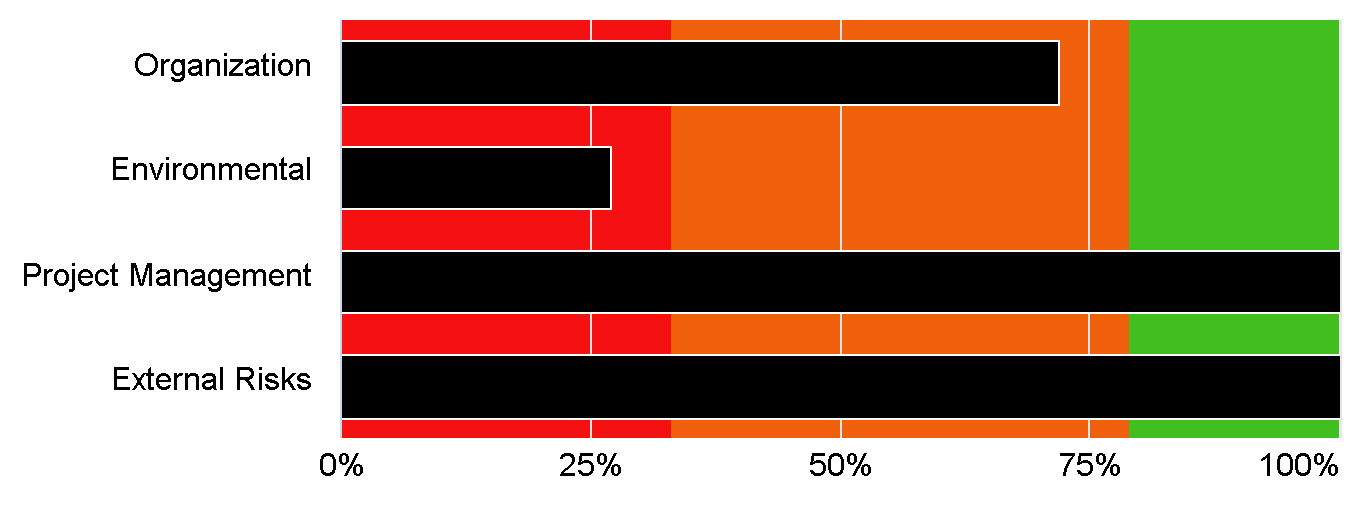 Organization
Environmental
Project Management
External Risks
0% 25% 50% 75% 100%